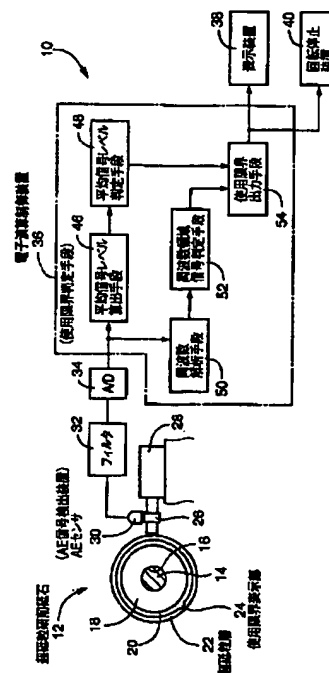 10
電子演算制御装置
(使用限界判定手段)
36
34
A/D
32
フィルタ
46
平均信号レベル
算出手段
48
平均信号レベル
判定手段
50
周波数
解析手段
52
周波数領域
信号判定手段
54
使用限界
出力手段
38
表示装置
40
回転停止
装置
(AE信号検出装置)
AEセンサ
30
28
26
超砥粒研削砥石
12
18
16
14
20
22
超砥粒部
24
使用限界表示部